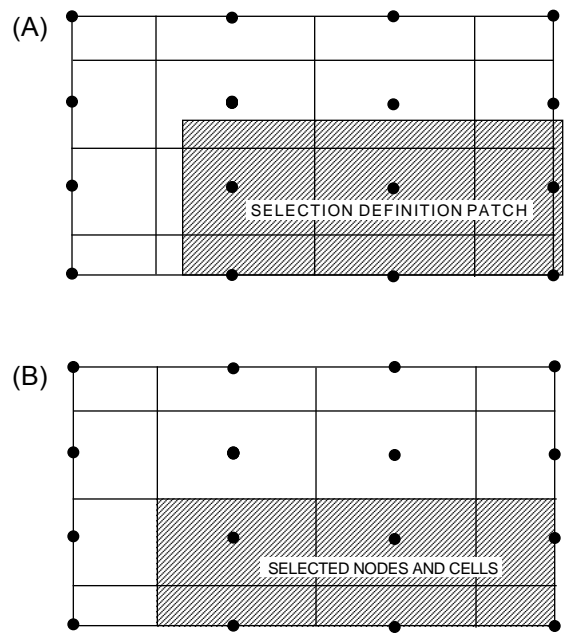 (A)
SELECTION DEFINITION PATCH
(B)
SELECTED NODES AND CELLS